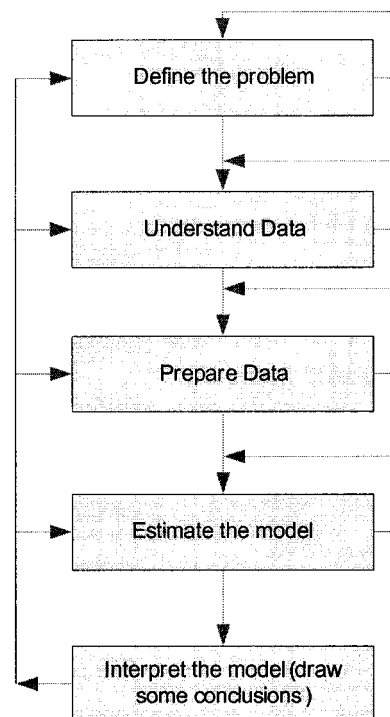 Define the problem
Understand Data
Prepare Data
Estimate the model
Interpret the model (draw
some conclusions)